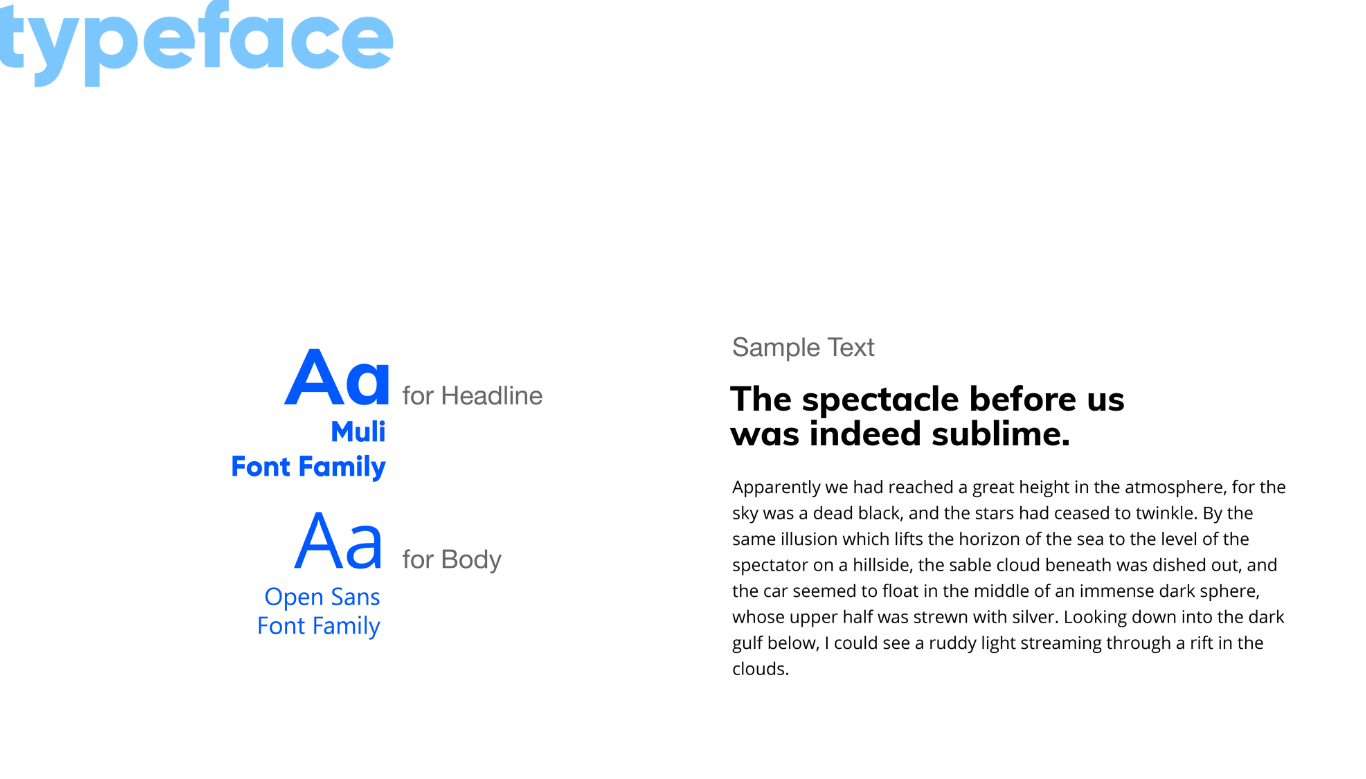 typeface
Aa for Headline
Muli
Font Family
Aa for Body
Open Sans
Font Family
Sample Text
The spectacle before us
was indeed sublime.
Apparently we had reached a great height in the atmosphere, for the
sky was a dead black, and the stars had ceased to twinkle. By the
same illusion which lifts the horizon of the sea to the level of the
spectator on a hillside, the sable cloud beneath was dished out, and
the car seemed to float in the middle of an immense dark sphere,
whose upper half was strewn with silver. Looking down into the dark
gulf below, I could see a ruddy light streaming through a rift in the
clouds.